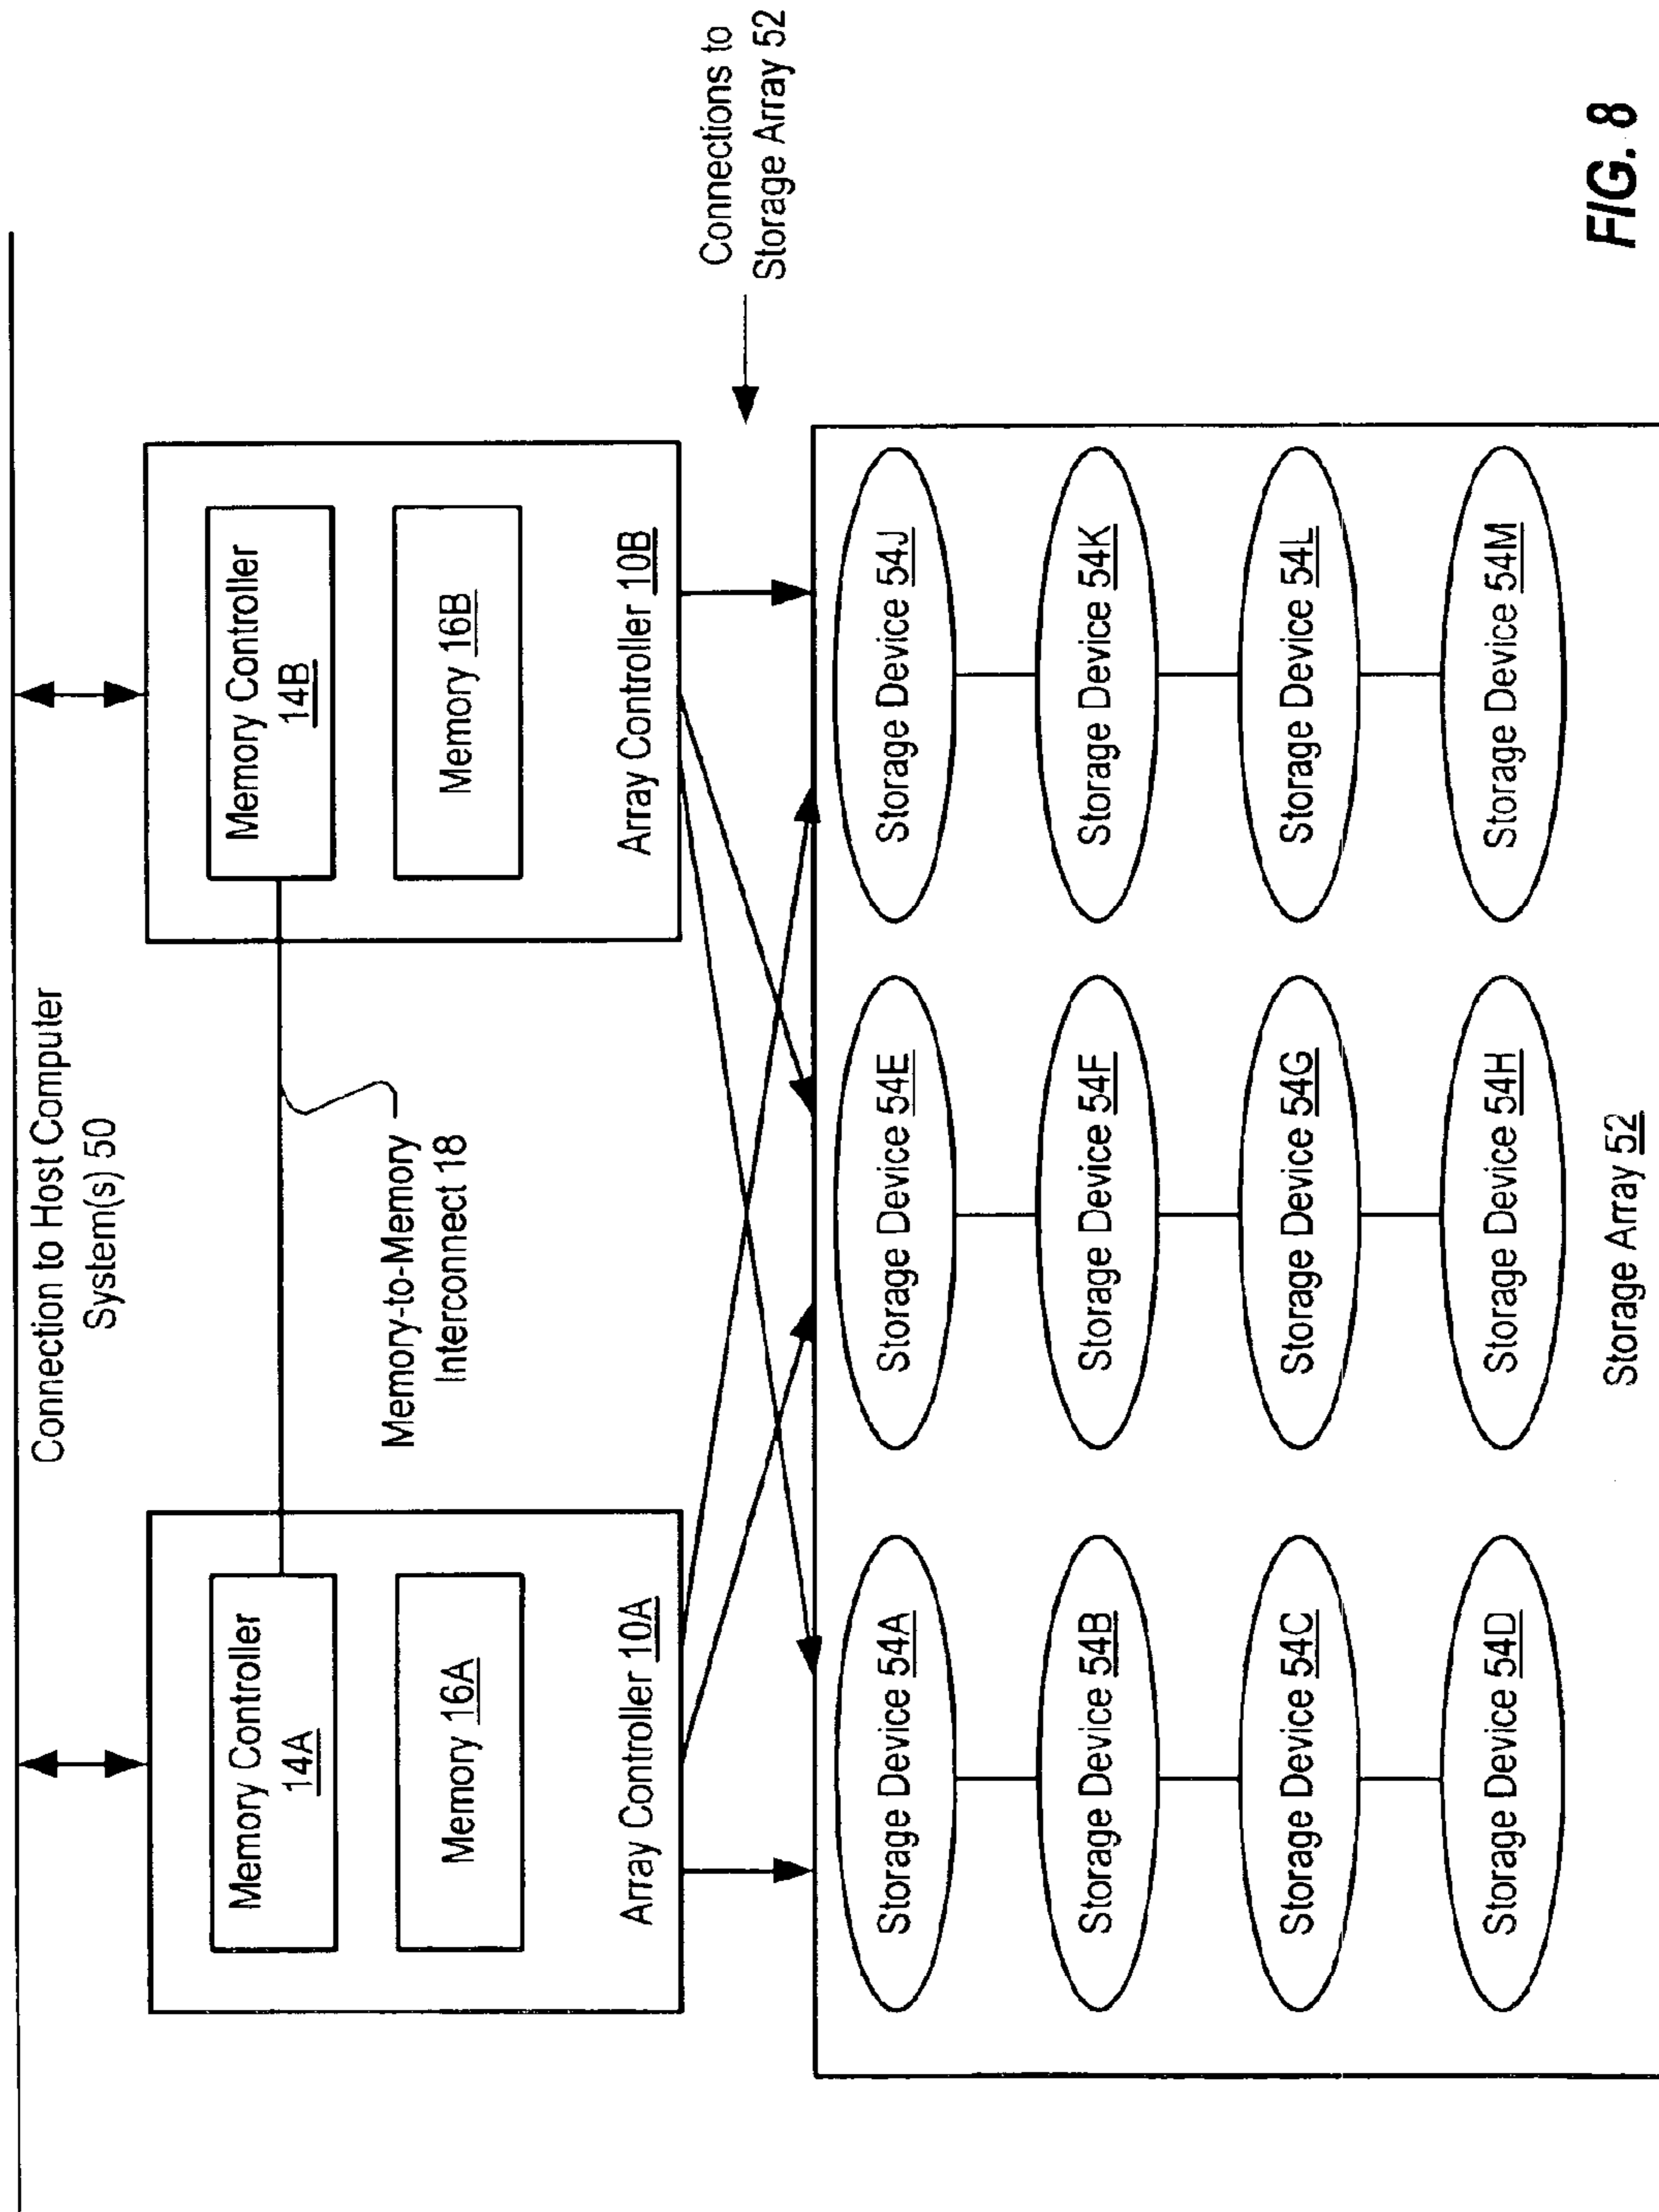 Connection to Host Computer
System(s) 50
Memory Controller
14A
Memory 16A
Array Controller 10A
Memory-to-Memory
Interconnect 18
Memory Controller
14B
Memory 16B
Array Controller 10B
Connections to
Storage Array 52
Storage Device 54A
Storage Device 54B
Storage Device 54C
Storage Device 54D
Storage Device 54E
Storage Device 54F
Storage Device 54G
Storage Device 54H
Storage Device 54J
Storage Device 54K
Storage Device 54L
Storage Device 54M
Storage Array 52
FIG. 8